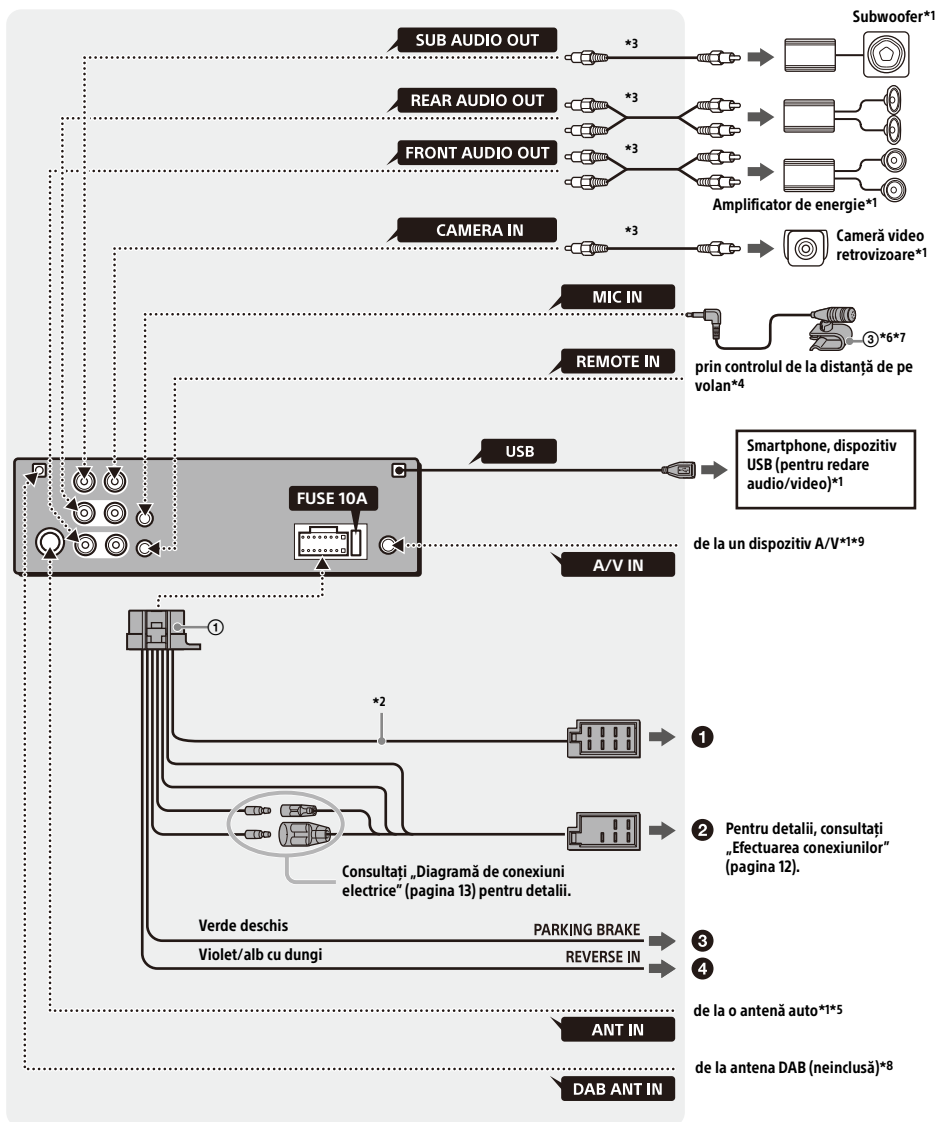 Subwoofer*1
SUB AUDIO OUT
*3
REAR AUDIO OUT
*3
FRONT AUDIO OUT
*3
Amplificator de energie*1
CAMERA IN
*3
Cameră video
retrovizoare*1
MIC IN
③*6*7
REMOTE IN
prin controlul de la distanță de pe
volan*4
USB
Smartphone, dispozitiv
USB (pentru redare
audio/video)*1
FUSE 10A
de la un dispozitiv A/V*1*9
A/V IN
①
*2
❶
❷
Pentru detalii, consultați
„Efectuarea conexiunilor”
(pagina 12).
Consultați „Diagramă de conexiuni
electrice” (pagina 13) pentru detalii.
Verde deschis
PARKING BRAKE
❸
Violet/alb cu dungi
REVERSE IN
❹
de la o antenă auto*1*5
ANT IN
de la antena DAB (neinclusă)*8
DAB ANT IN